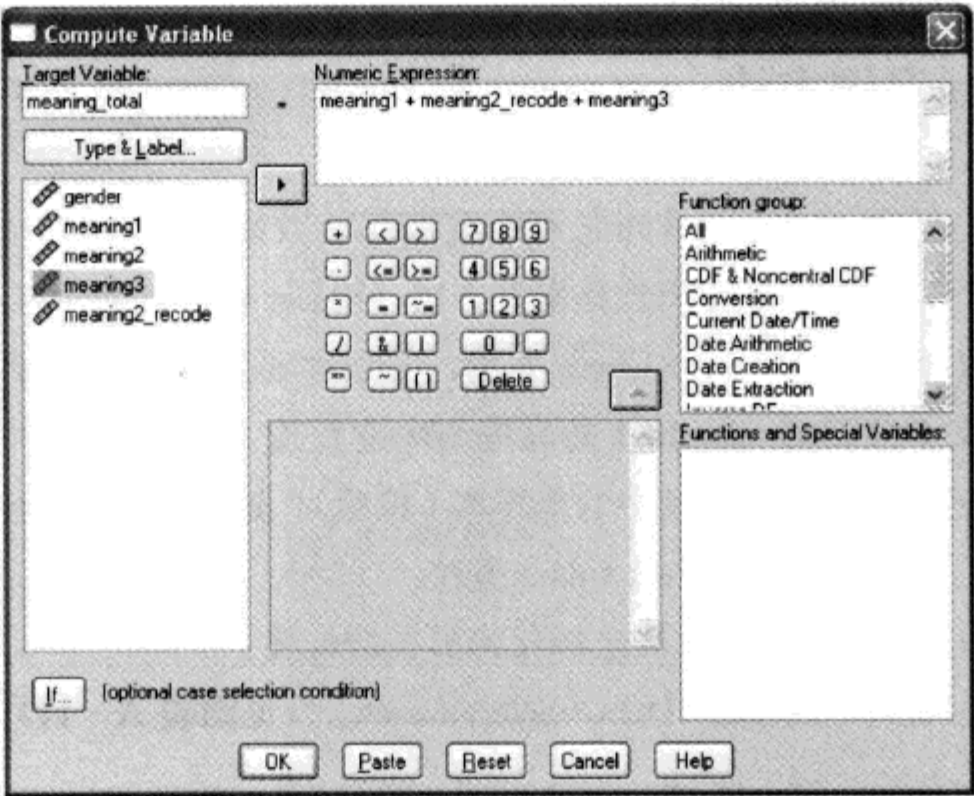 Compute Variable
Target Variable:
meaning_total
=
Numeric Expression:
meaning1 + meaning2_recode + meaning3
Type & Label...
gender
meaning1
meaning2
meaning3
meaning2_recode
+ < > 7 8 9
- <= >= 4 5 6
* = ~= 1 2 3
/ & | 0 .
** ~ ( ) Delete
Function group:
All
Arithmetic
CDF & Noncentral CDF
Conversion
Current Date/Time
Date Arithmetic
Date Creation
Date Extraction
Inverse DF
Functions and Special Variables:
If... (optional case selection condition)
OK Paste Reset Cancel Help